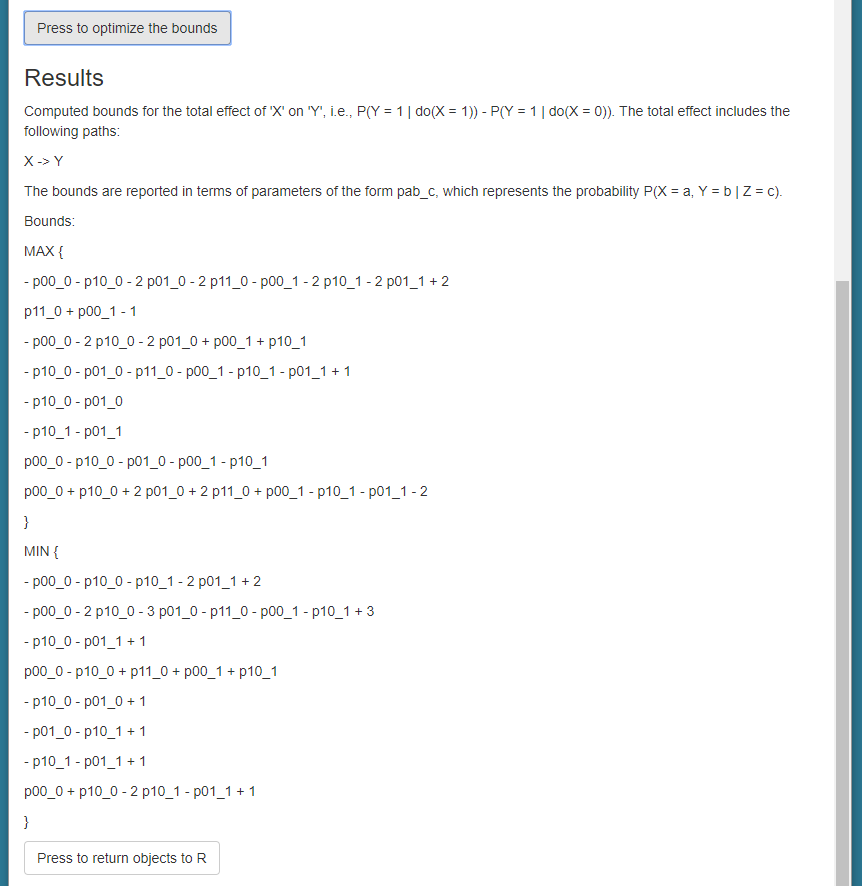 Press to optimize the bounds
Results
Computed bounds for the total effect of 'X' on 'Y', i.e., P(Y = 1 | do(X = 1)) - P(Y = 1 | do(X = 0)). The total effect includes the
following paths:
X -> Y
The bounds are reported in terms of parameters of the form pab_c, which represents the probability P(X = a, Y = b | Z = c).
Bounds:
MAX {
- p00_0 - p10_0 - 2 p01_0 - 2 p11_0 - p00_1 - 2 p10_1 - 2 p01_1 + 2
p11_0 + p00_1 - 1
- p00_0 - 2 p10_0 - 2 p01_0 + p00_1 + p10_1
- p10_0 - p01_0 - p11_0 - p00_1 - p10_1 - p01_1 + 1
- p10_0 - p01_0
- p10_1 - p01_1
p00_0 - p10_0 - p01_0 - p00_1 - p10_1
p00_0 + p10_0 + 2 p01_0 + 2 p11_0 + p00_1 - p10_1 - p01_1 - 2
}
MIN {
- p00_0 - p10_0 - p10_1 - 2 p01_1 + 2
- p00_0 - 2 p10_0 - 3 p01_0 - p11_0 - p00_1 - p10_1 + 3
- p10_0 - p01_1 + 1
p00_0 - p10_0 + p11_0 + p00_1 + p10_1
- p10_0 - p01_0 + 1
- p01_0 - p10_1 + 1
- p10_1 - p01_1 + 1
p00_0 + p10_0 - 2 p10_1 - p01_1 + 1
}
Press to return objects to R